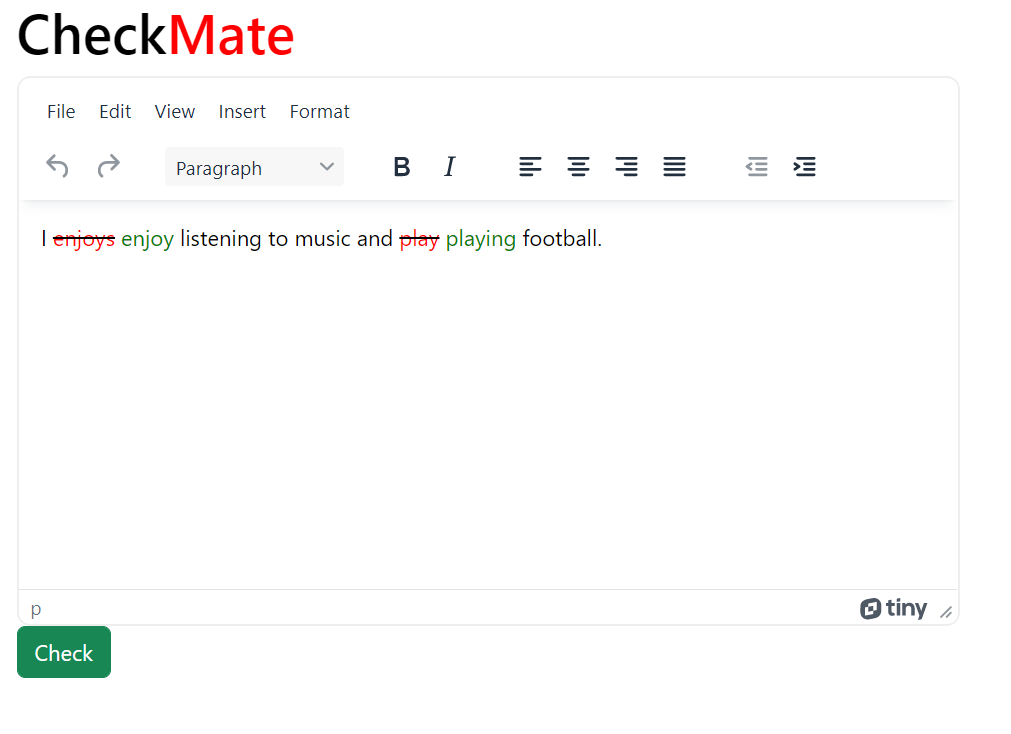 CheckMate
File Edit View Insert Format
Paragraph
B I
I enjoys enjoy listening to music and play playing football.
p tiny
Check